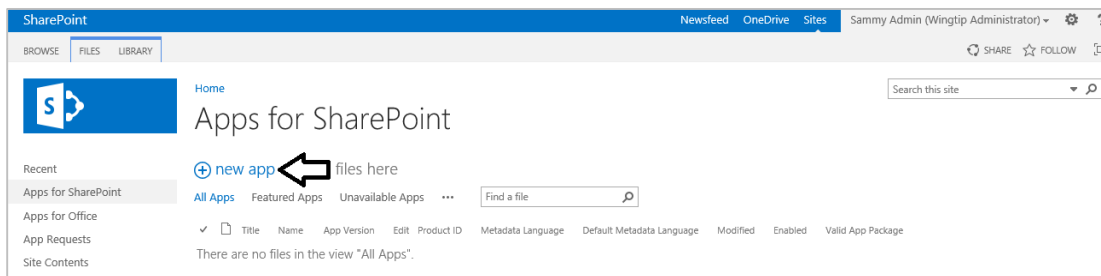 SharePoint Newsfeed OneDrive Sites Sammy Admin (Wingtip Administrator) ?
BROWSE FILES LIBRARY SHARE FOLLOW
S
Home
Search this site
Apps for SharePoint
Recent
new app files here
Apps for SharePoint
All Apps Featured Apps Unavailable Apps ••• Find a file
Apps for Office
App Requests
Title Name App Version Edit Product ID Metadata Language Default Metadata Language Modified Enabled Valid App Package
Site Contents
There are no files in the view "All Apps".